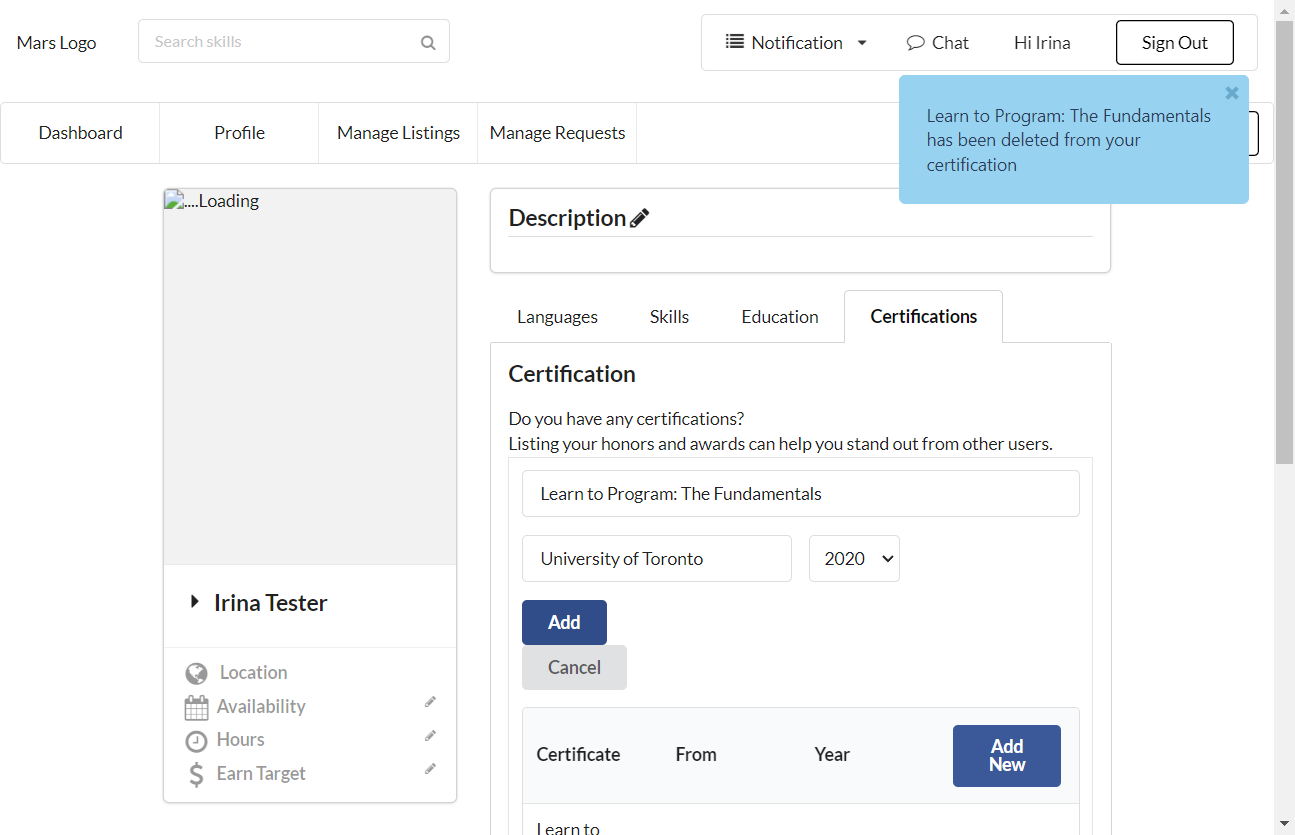 Mars Logo
Search skills
Notification
Chat
Hi Irina
Sign Out
Learn to Program: The Fundamentals
has been deleted from your
certification
Dashboard
Profile
Manage Listings
Manage Requests
....Loading
Description
Languages
Skills
Education
Certifications
Certification
Do you have any certifications?
Listing your honors and awards can help you stand out from other users.
Learn to Program: The Fundamentals
University of Toronto
2020
Add
Cancel
Irina Tester
Location
Availability
Hours
Earn Target
Certificate
From
Year
Add
New
Learn to